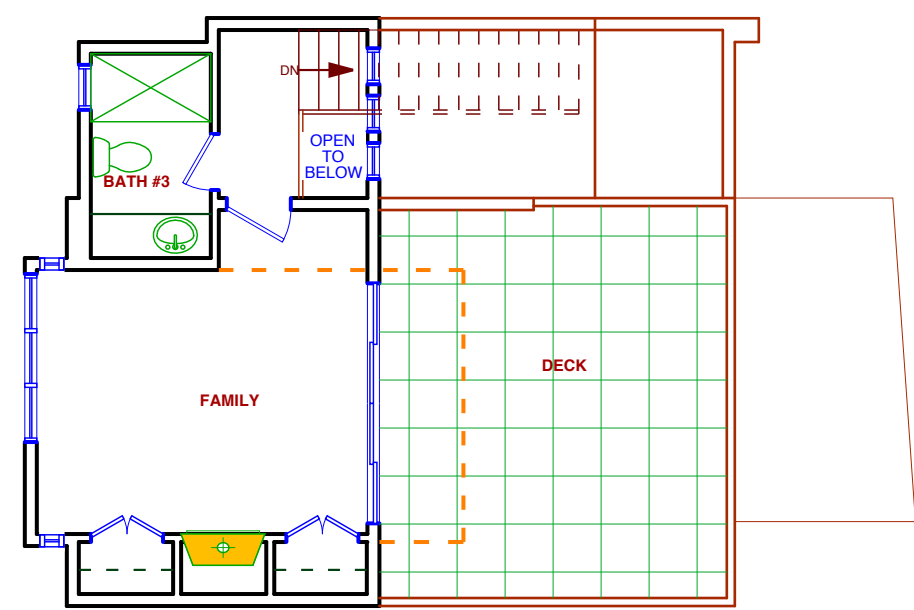 DN
OPEN
TO
BELOW
BATH #3
DECK
FAMILY